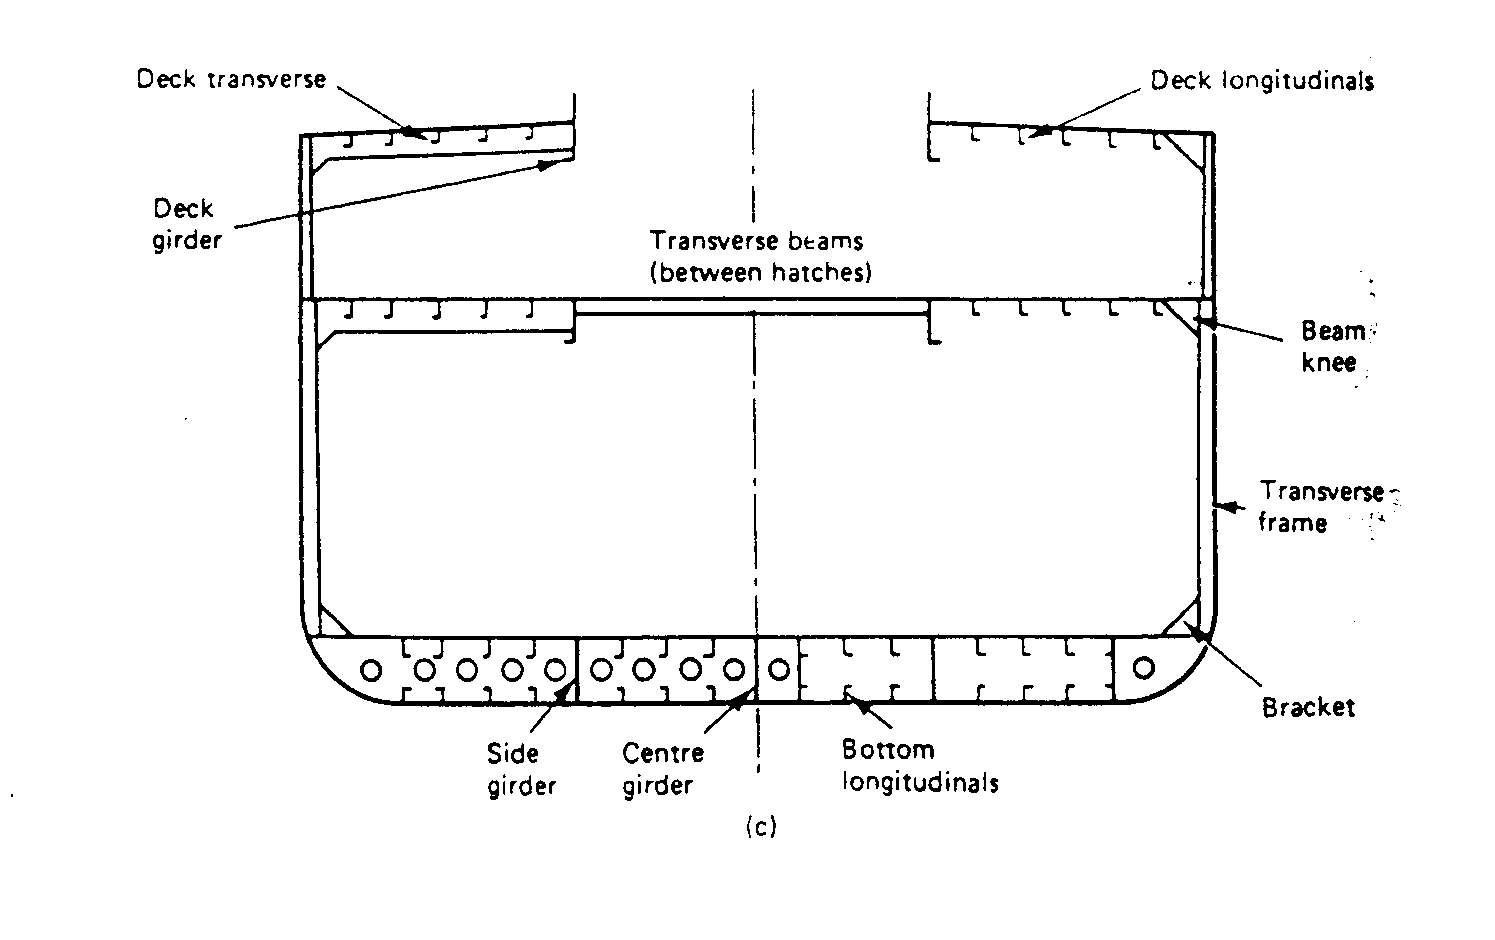 Deck transverse
Deck longitudinals
Deck
girder
Transverse beams
(between hatches)
Beam
knee
Transverse
frame
Bracket
Side
girder
Centre
girder
Bottom
longitudinals
(c)